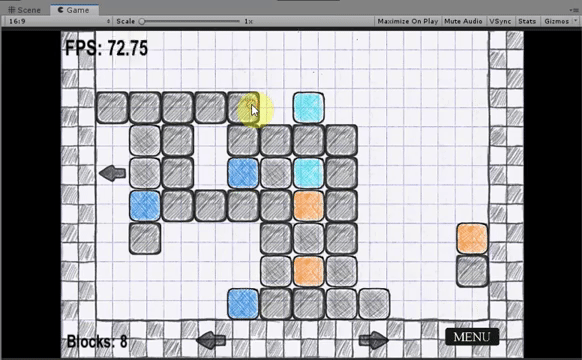 Scene Game
16:9 Scale 1x Maximize On Play Mute Audio VSync Stats Gizmos
FPS: 72.75
Blocks: 8
MENU